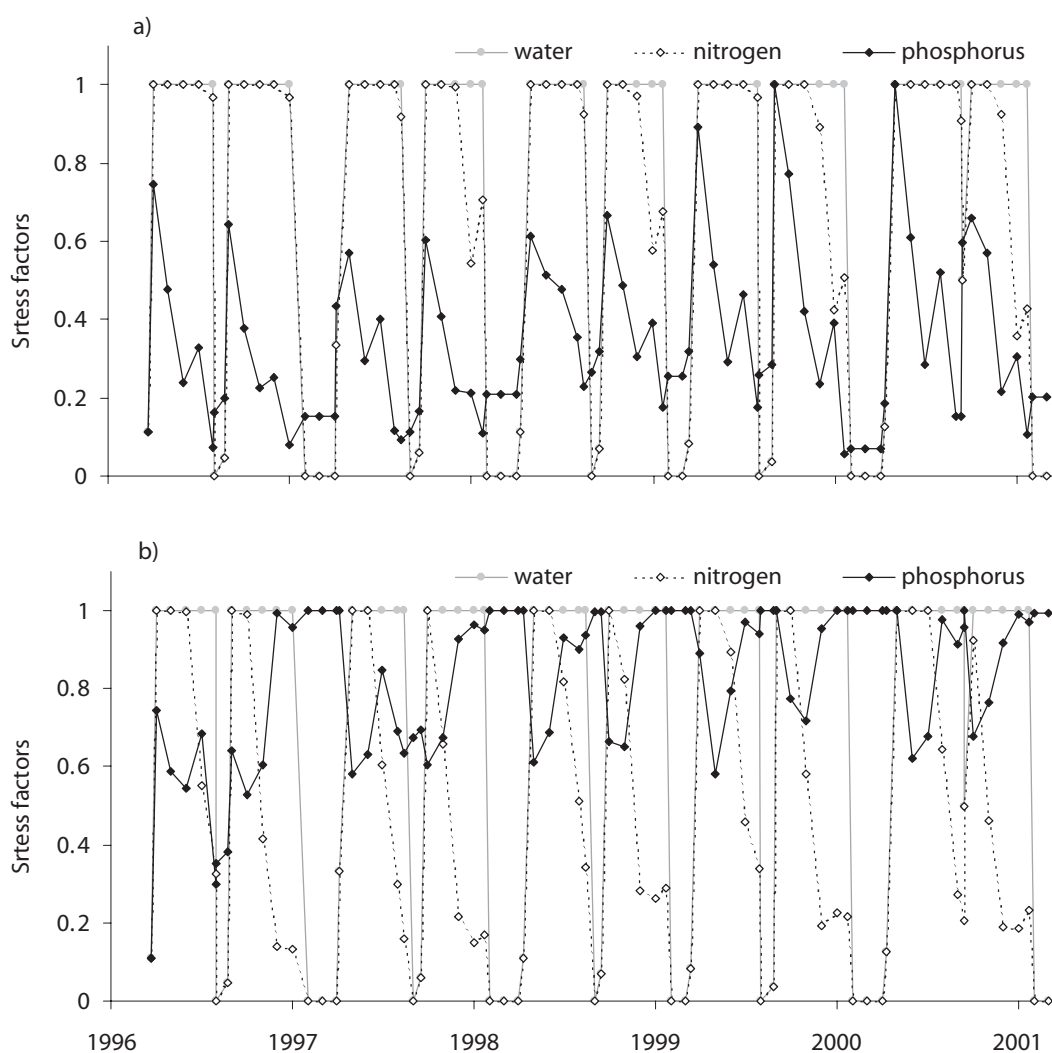 a)
water nitrogen phosphorus
1
0.8
0.6
0.4
0.2
0
Srtess factors
b)
water nitrogen phosphorus
1
0.8
0.6
0.4
0.2
0
Srtess factors
1996 1997 1998 1999 2000 2001